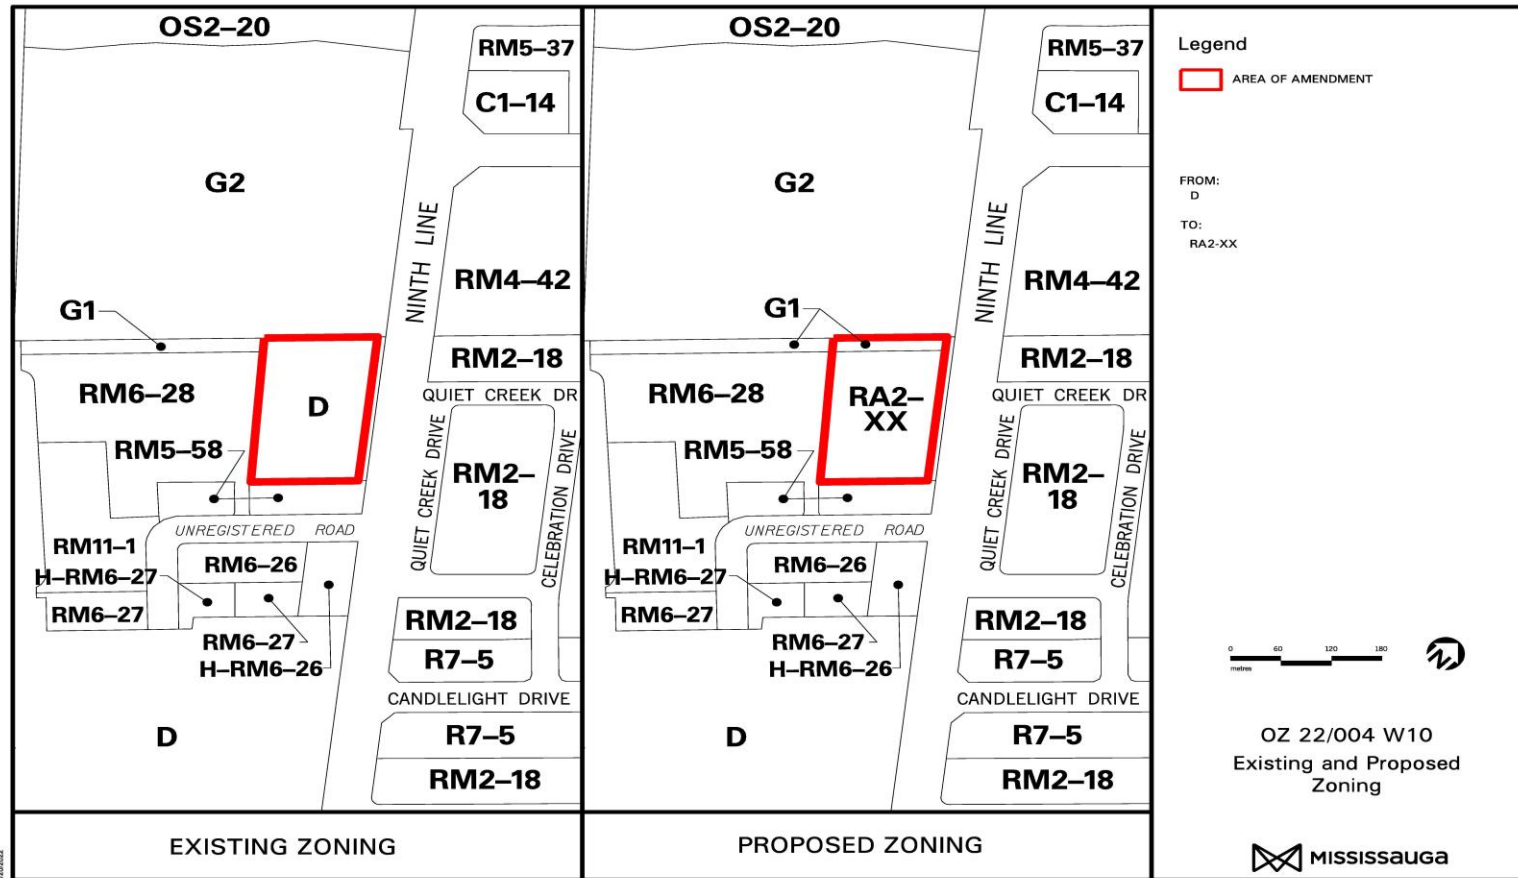 OS2–20
RM5–37
C1–14
G2
NINTH LINE
RM4–42
G1
RM2–18
RM6–28
D
QUIET CREEK DR
RM5–58
QUIET CREEK DRIVE
RM2–
18
CELEBRATION DRIVE
UNREGISTERED ROAD
RM11–1
RM6–26
H–RM6–27
RM6–27
RM2–18
RM6–27
R7–5
H–RM6–26
CANDLELIGHT DRIVE
D
R7–5
RM2–18
EXISTING ZONING
OS2–20
RM5–37
C1–14
G2
NINTH LINE
RM4–42
G1
RM2–18
RM6–28
RA2–
XX
QUIET CREEK DR
RM5–58
QUIET CREEK DRIVE
RM2–
18
CELEBRATION DRIVE
UNREGISTERED ROAD
RM11–1
RM6–26
H–RM6–27
RM6–27
RM2–18
RM6–27
R7–5
H–RM6–26
CANDLELIGHT DRIVE
D
R7–5
RM2–18
PROPOSED ZONING
Legend
AREA OF AMENDMENT
FROM:
D
TO:
RA2-XX
0 60 120 180
metres
N
OZ 22/004 W10
Existing and Proposed
Zoning
MISSISSAUGA